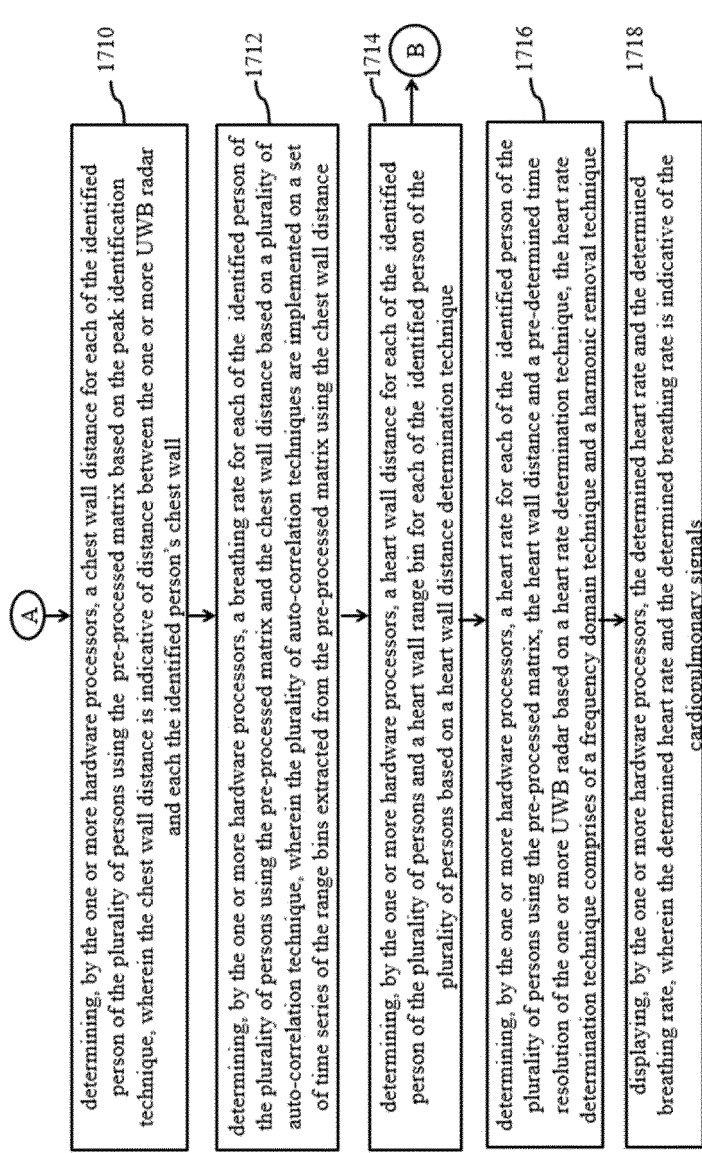 A
1710
determining, by the one or more hardware processors, a chest wall distance for each of the identified
person of the plurality of persons using the pre-processed matrix based on the peak identification
technique, wherein the chest wall distance is indicative of distance between the one or more UWB radar
and each the identified person's chest wall
1712
determining, by the one or more hardware processors, a breathing rate for each of the identified person of
the plurality of persons using the pre-processed matrix and the chest wall distance based on a plurality of
auto-correlation technique, wherein the plurality of auto-correlation techniques are implemented on a set
of time series of the range bins extracted from the pre-processed matrix using the chest wall distance
1714
B
determining, by the one or more hardware processors, a heart wall distance for each of the identified
person of the plurality of persons and a heart wall range bin for each of the identified person of the
plurality of persons based on a heart wall distance determination technique
1716
determining, by the one or more hardware processors, a heart rate for each of the identified person of the
plurality of persons using the pre-processed matrix, the heart wall distance and a pre-determined time
resolution of the one or more UWB radar based on a heart rate determination technique, the heart rate
determination technique comprises of a frequency domain technique and a harmonic removal technique
1718
displaying, by the one or more hardware processors, the determined heart rate and the determined
breathing rate, wherein the determined heart rate and the determined breathing rate is indicative of the
cardiopulmonary signals